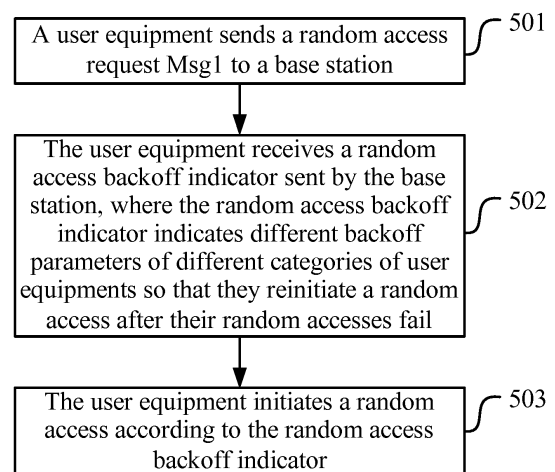 A user equipment sends a random access
request Msg1 to a base station
501
The user equipment receives a random
access backoff indicator sent by the base
station, where the random access backoff
indicator indicates different backoff
parameters of different categories of user
equipments so that they reinitiate a random
access after their random accesses fail
502
The user equipment initiates a random
access according to the random access
backoff indicator
503